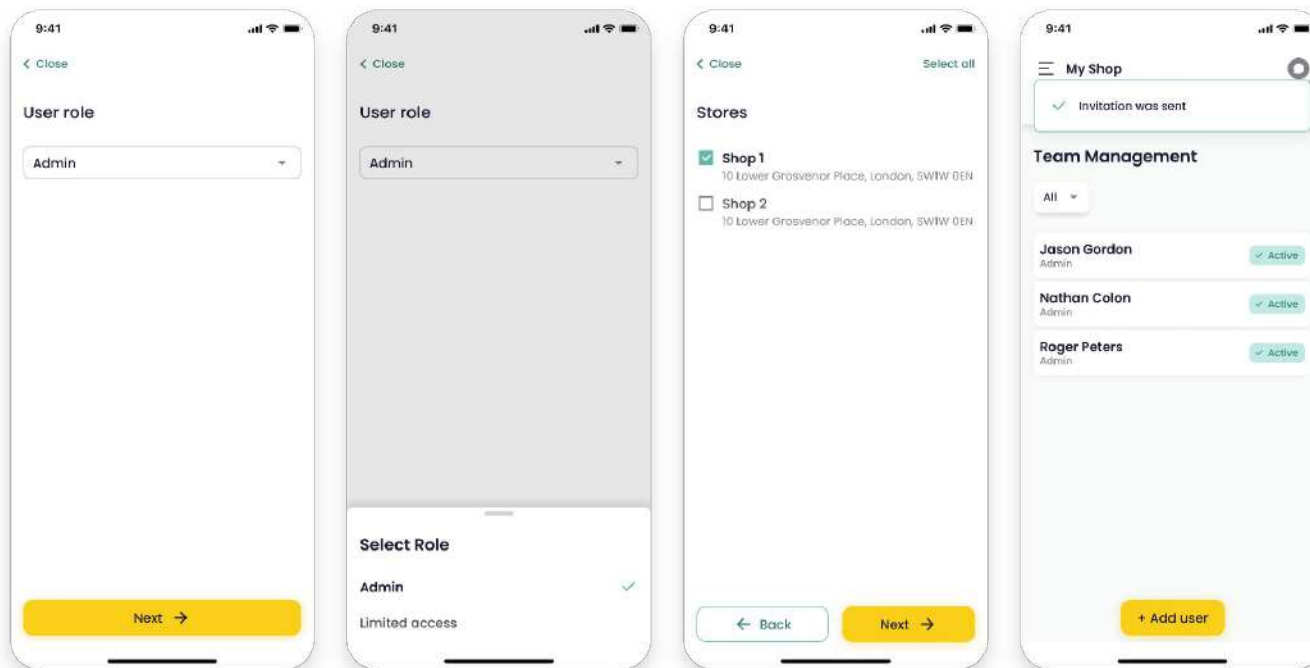 9:41
Close
User role
Admin
Next
9:41
Close
User role
Admin
Select Role
Admin
Limited access
9:41
Close
Select all
Stores
Shop 1
10 Lower Grosvenor Place, London, SW1W 0EN
Shop 2
10 Lower Grosvenor Place, London, SW1W 0EN
Back
Next
9:41
My Shop
Invitation was sent
Team Management
All
Jason Gordon
Admin
Active
Nathan Colon
Admin
Active
Roger Peters
Admin
Active
+ Add user